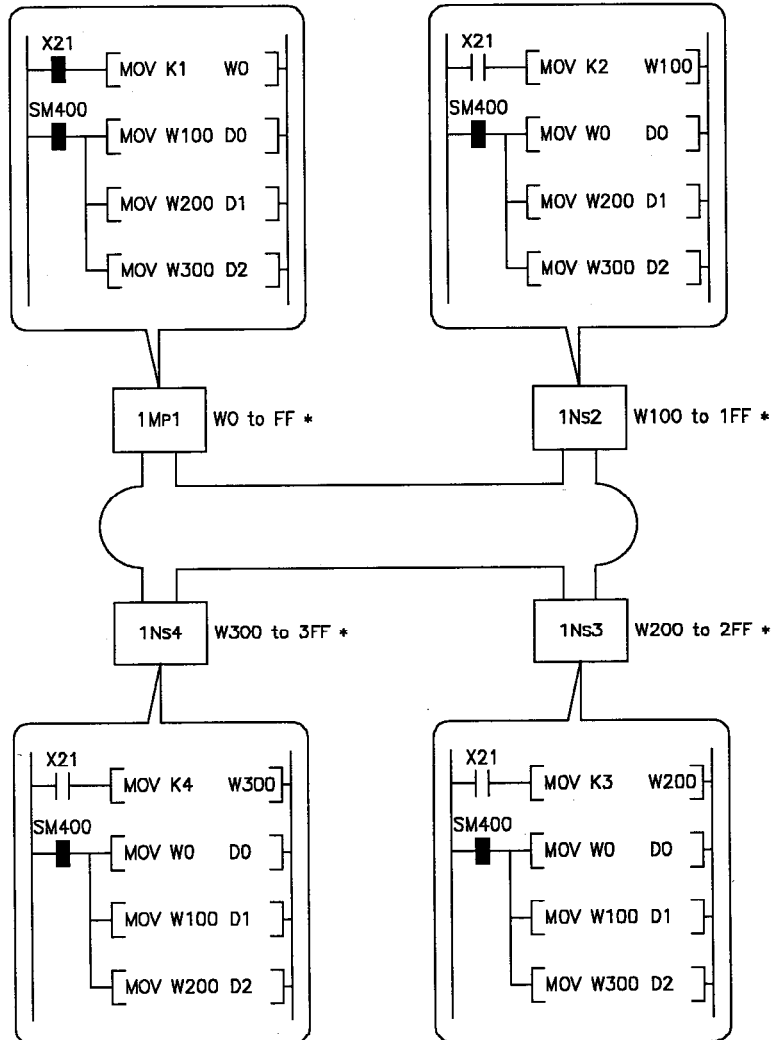 X21
MOV K1 W0
SM400
MOV W100 D0
MOV W200 D1
MOV W300 D2
X21
MOV K2 W100
SM400
MOV W0 D0
MOV W200 D1
MOV W300 D2
1MP1
W0 to FF *
1NS2
W100 to 1FF *
1NS4
W300 to 3FF *
1NS3
W200 to 2FF *
X21
MOV K4 W300
SM400
MOV W0 D0
MOV W100 D1
MOV W200 D2
X21
MOV K3 W200
SM400
MOV W0 D0
MOV W100 D1
MOV W300 D2